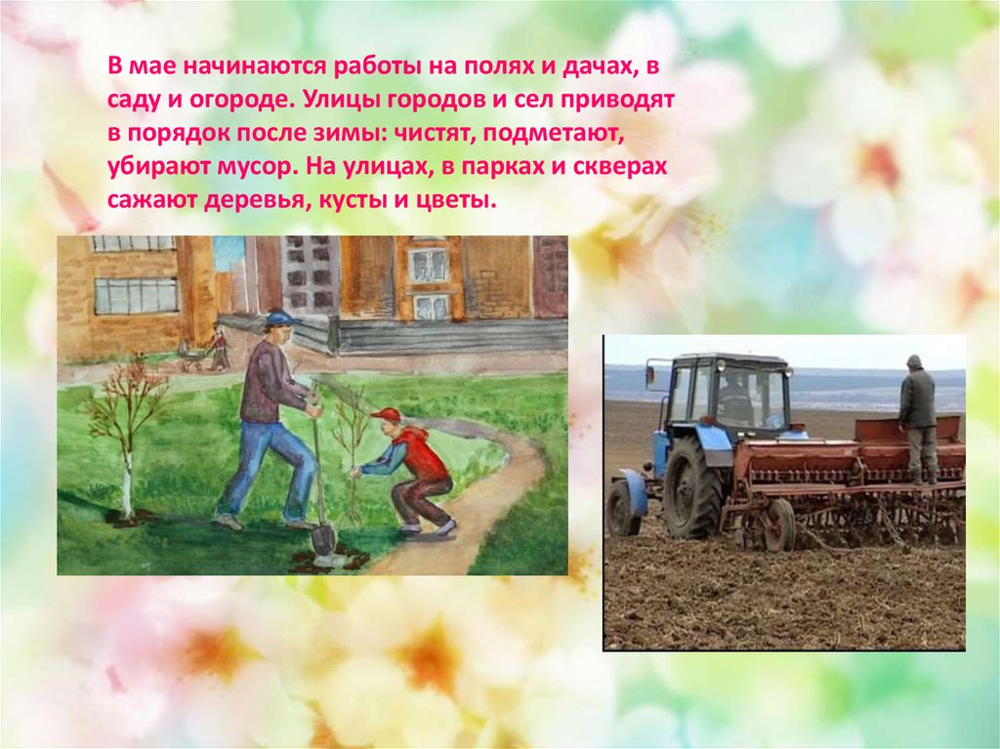 В мае начинаются работы на полях и дачах, в
саду и огороде. Улицы городов и сел приводят
в порядок после зимы: чистят, подметают,
убирают мусор. На улицах, в парках и скверах
сажают деревья, кусты и цветы.